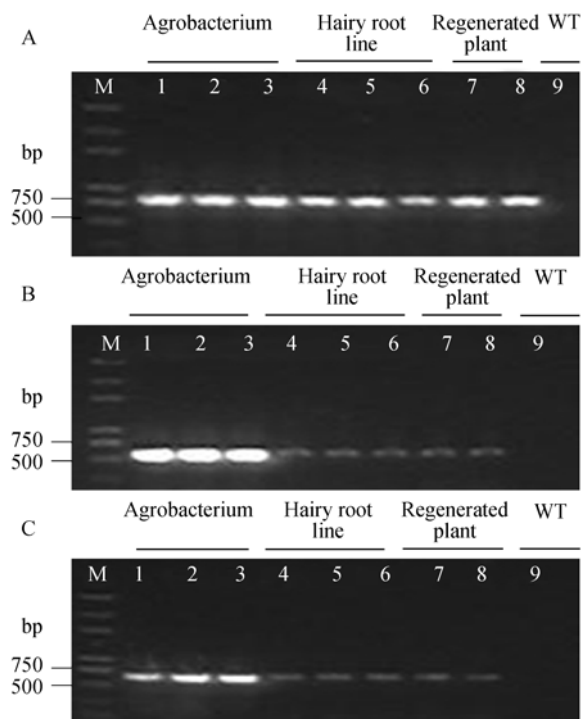 A Agrobacterium Hairy root line Regenerated plant WT
M 1 2 3 4 5 6 7 8 9
bp
750
500
B Agrobacterium Hairy root line Regenerated plant WT
M 1 2 3 4 5 6 7 8 9
bp
750
500
C Agrobacterium Hairy root line Regenerated plant WT
M 1 2 3 4 5 6 7 8 9
bp
750
500